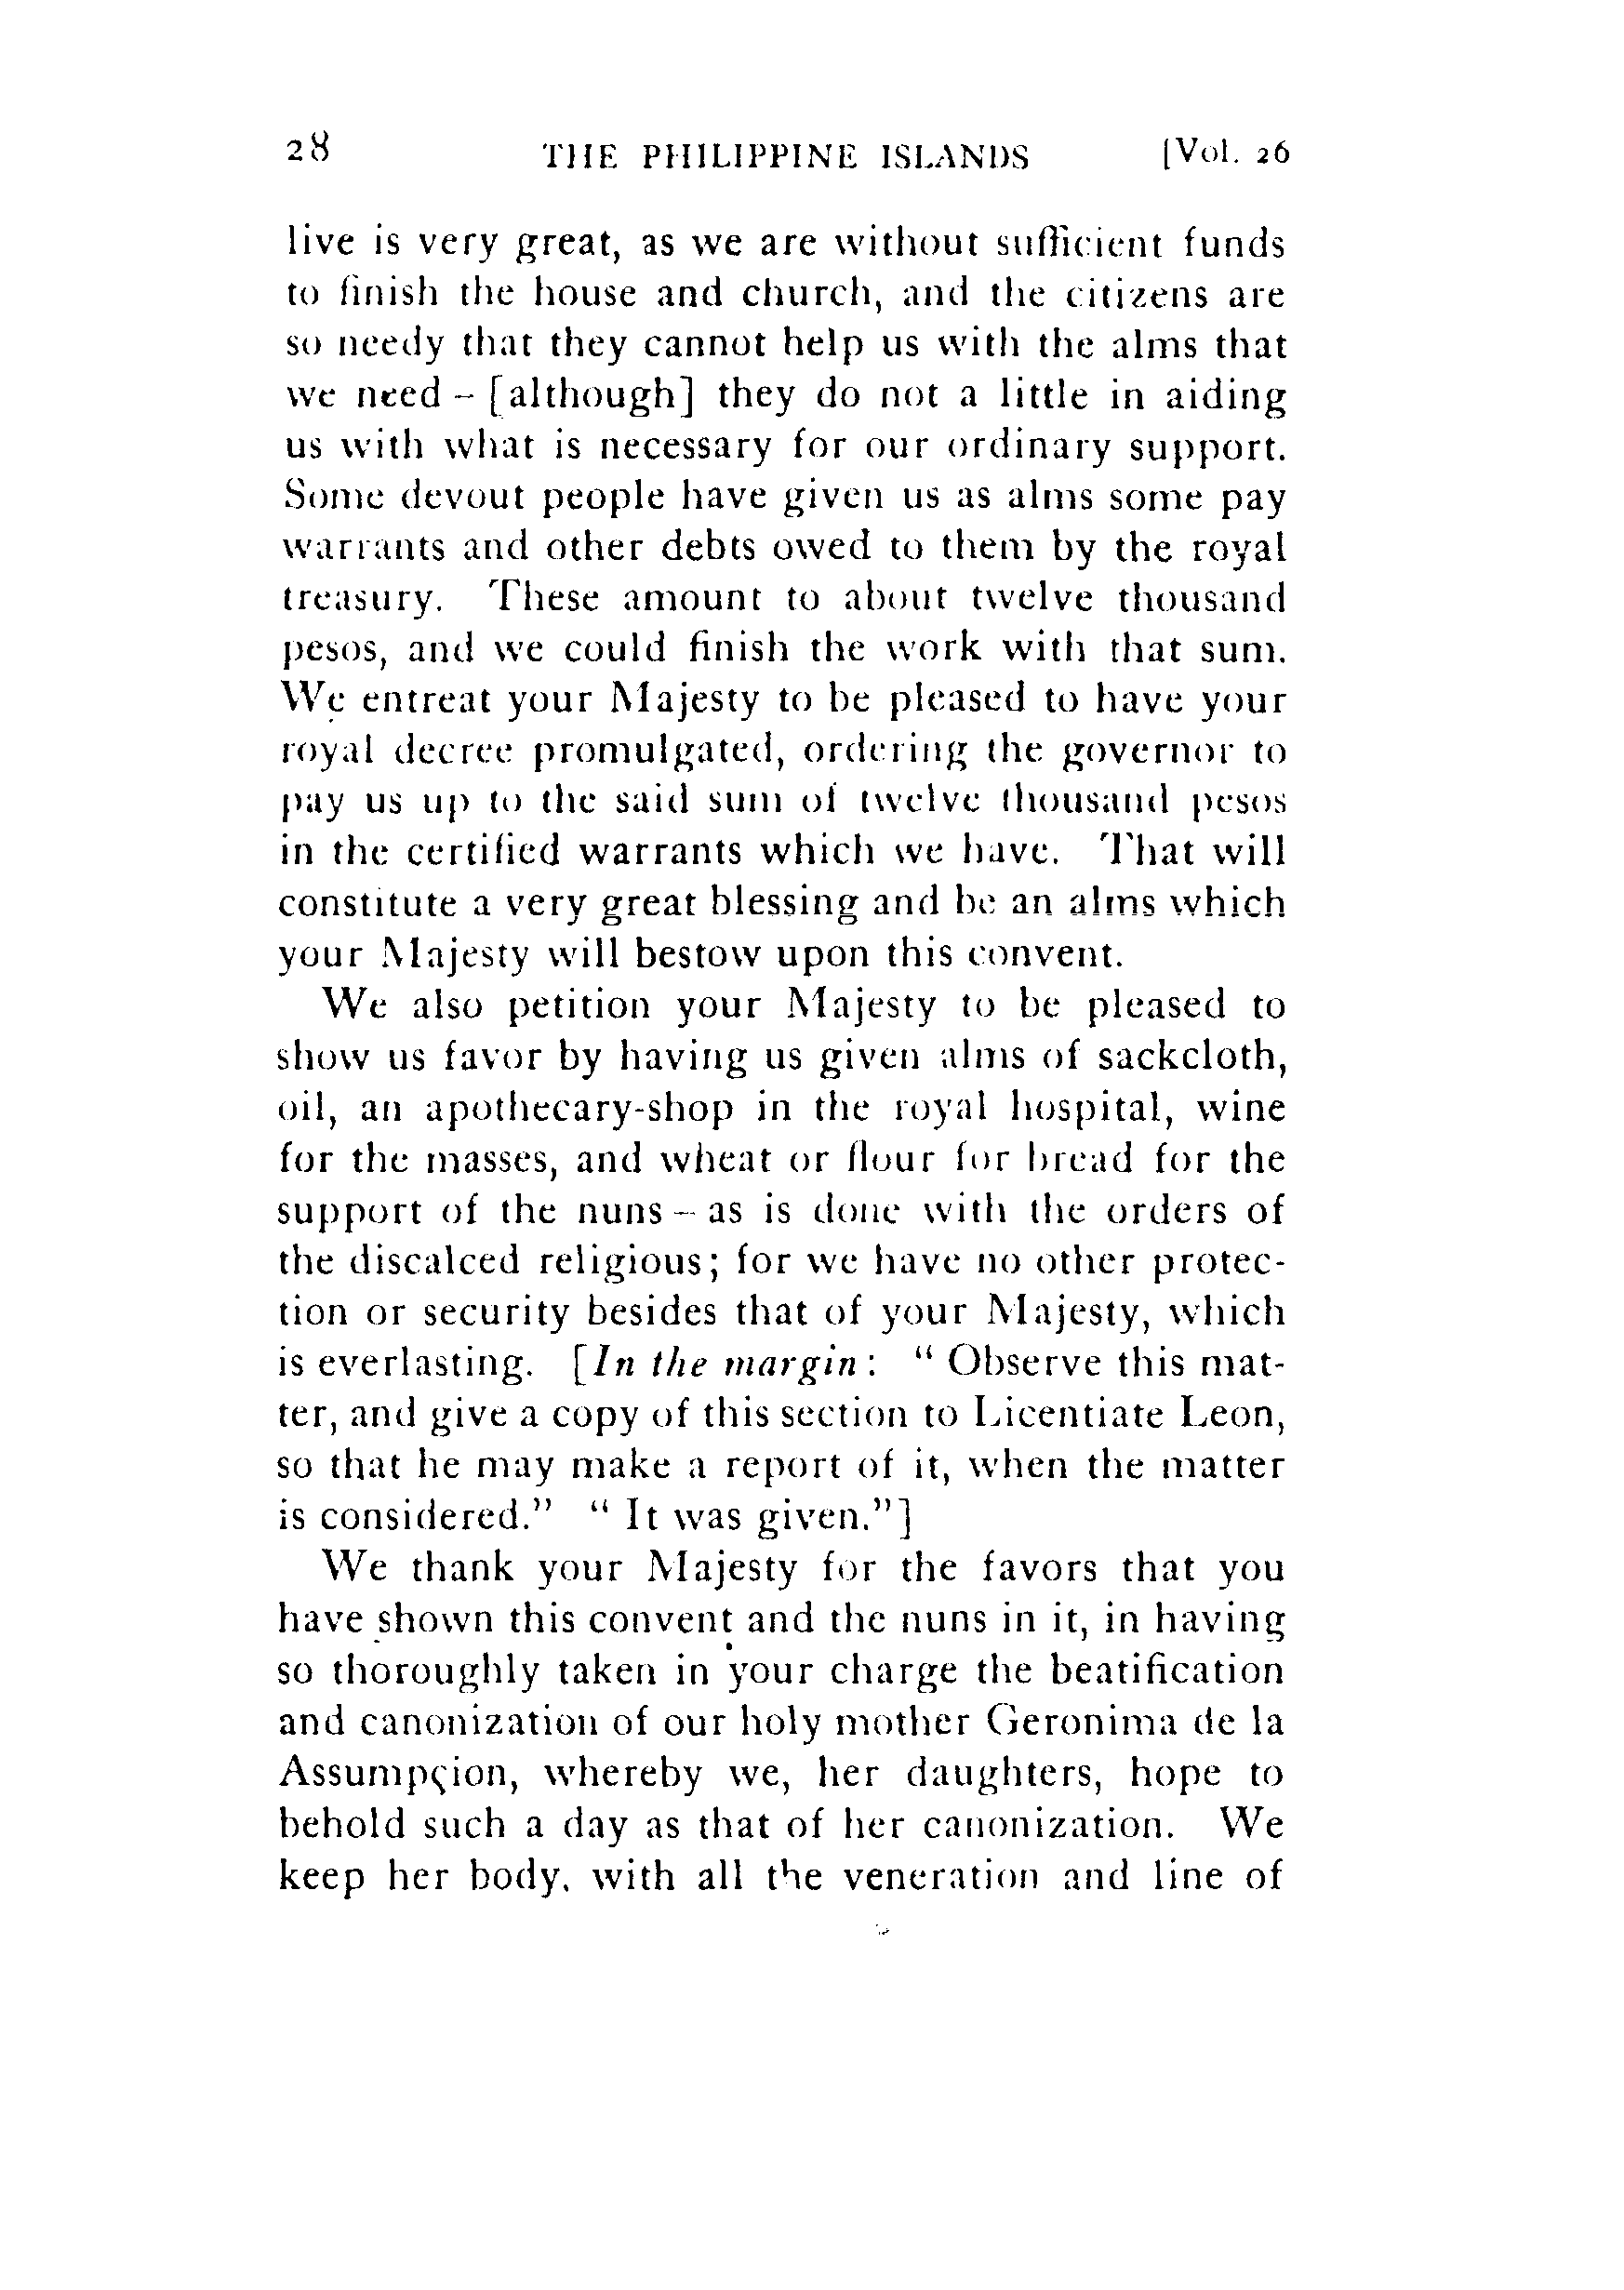 28 THE PHILIPPINE ISLANDS [Vol. 26
live is very great, as we are without sufficient funds
to finish the house and church, and the citizens are
so needy that they cannot help us with the alms that
we need – [although] they do not a little in aiding
us with what is necessary for our ordinary support.
Some devout people have given us as alms some pay
warrants and other debts owed to them by the royal
treasury. These amount to about twelve thousand
pesos, and we could finish the work with that sum.
We entreat your Majesty to be pleased to have your
royal decree promulgated, ordering the governor to
pay us up to the said sum of twelve thousand pesos
in the certified warrants which we have. That will
constitute a very great blessing and be an alms which
your Majesty will bestow upon this convent.
We also petition your Majesty to be pleased to
show us favor by having us given alms of sackcloth,
oil, an apothecary-shop in the royal hospital, wine
for the masses, and wheat or flour for bread for the
support of the nuns – as is done with the orders of
the discalced religious; for we have no other protec-
tion or security besides that of your Majesty, which
is everlasting. [In the margin: “ Observe this mat-
ter, and give a copy of this section to Licentiate Leon,
so that he may make a report of it, when the matter
is considered.” “ It was given.”]
We thank your Majesty for the favors that you
have shown this convent and the nuns in it, in having
so thoroughly taken in your charge the beatification
and canonization of our holy mother Geronima de la
Assumpçion, whereby we, her daughters, hope to
behold such a day as that of her canonization. We
keep her body, with all the veneration and line of